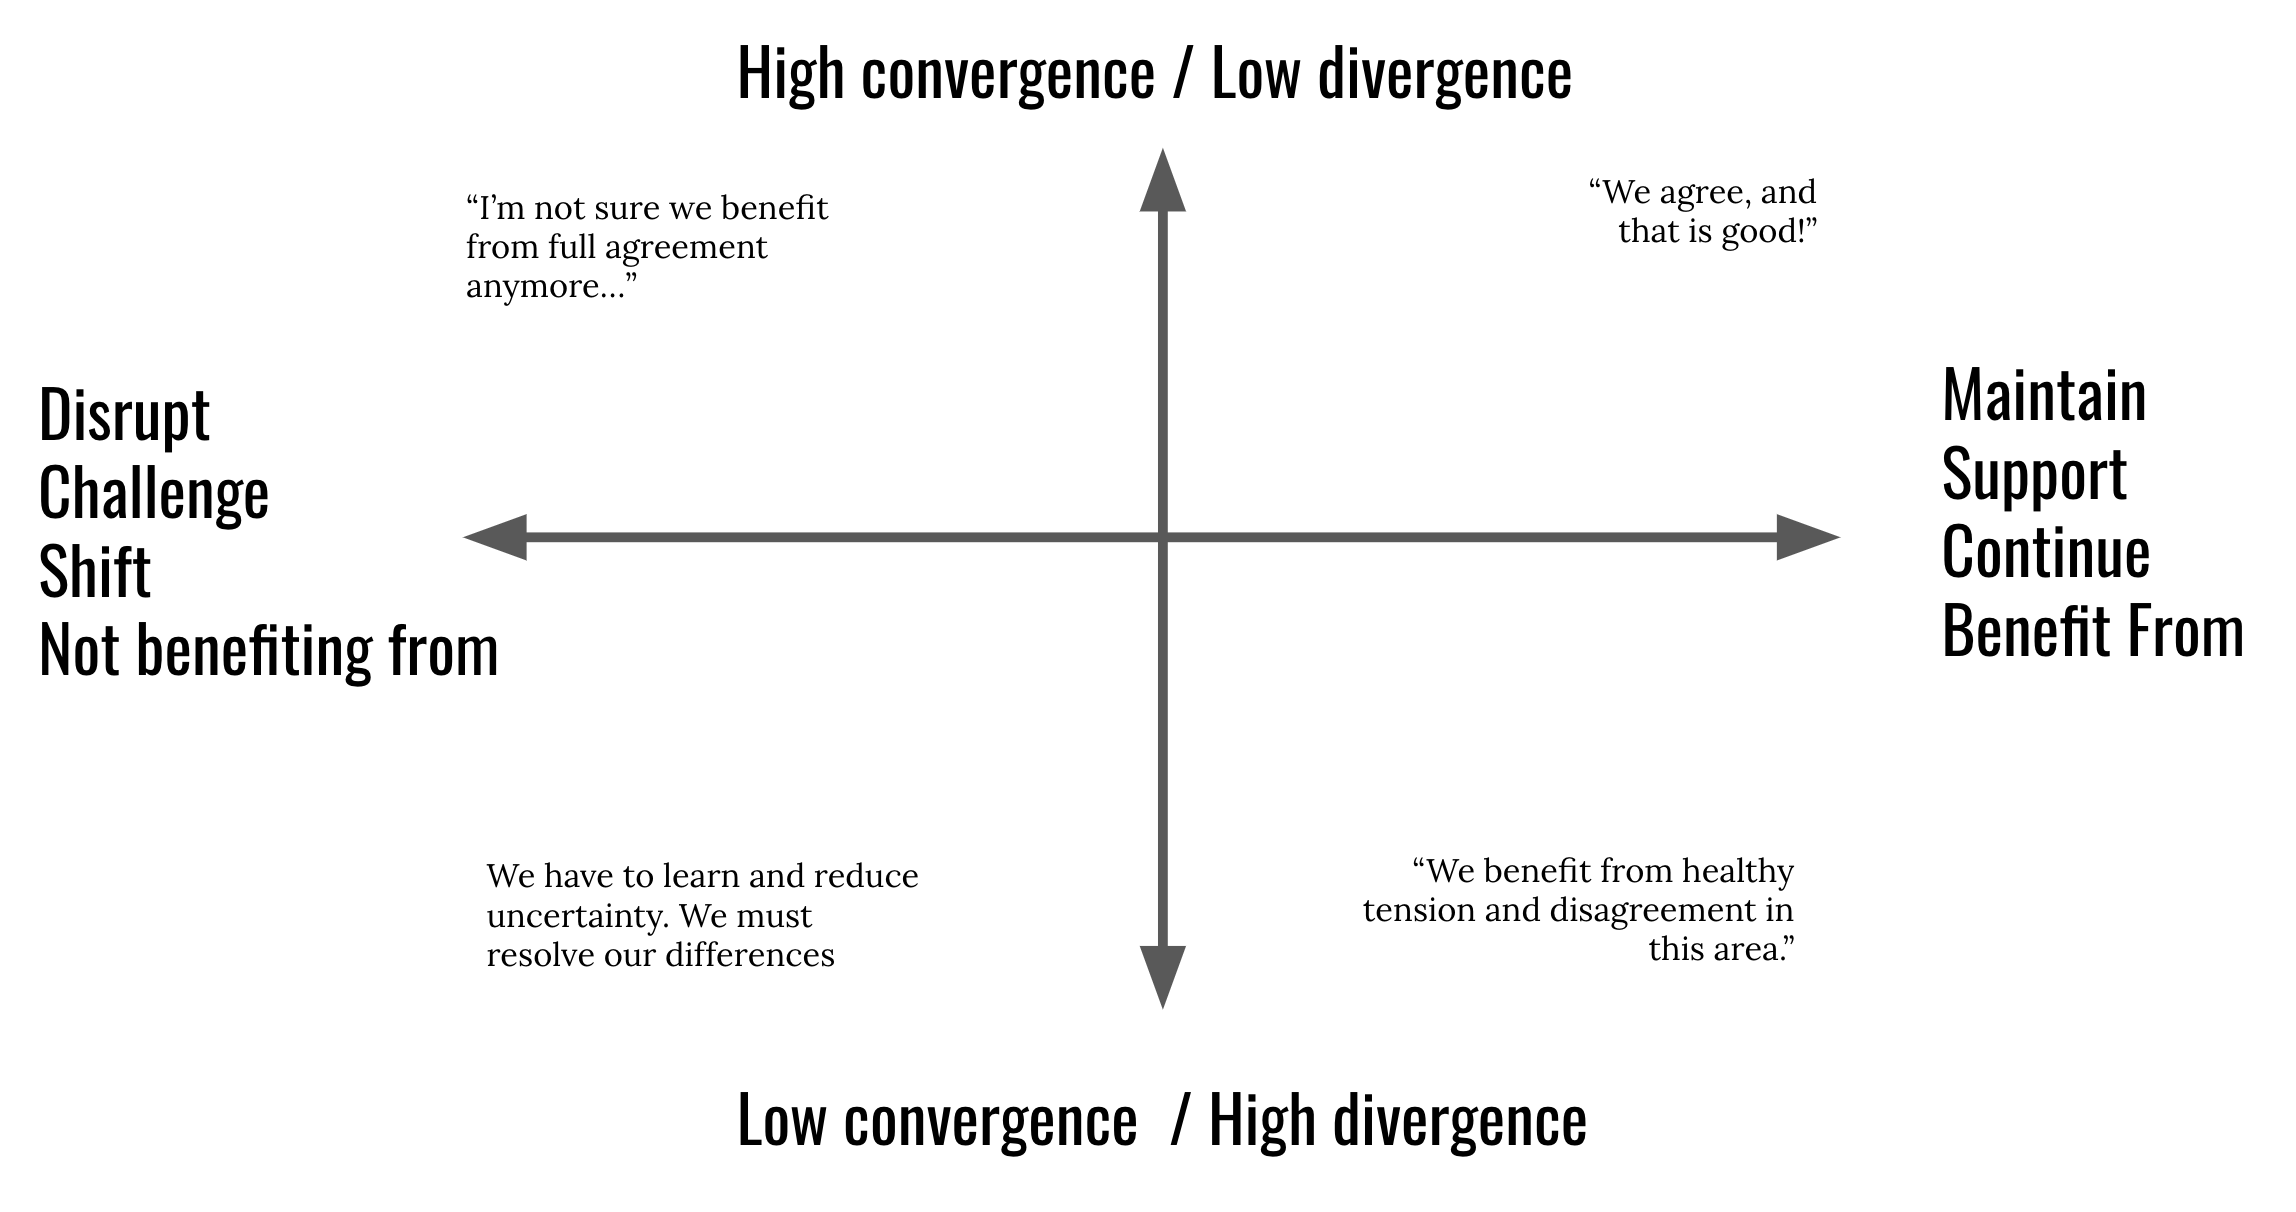 High convergence / Low divergence
“I’m not sure we benefit
from full agreement
anymore...”
“We agree, and
that is good!”
Disrupt
Challenge
Shift
Not benefiting from
Maintain
Support
Continue
Benefit From
We have to learn and reduce
uncertainty. We must
resolve our differences
“We benefit from healthy
tension and disagreement in
this area.”
Low convergence  / High divergence